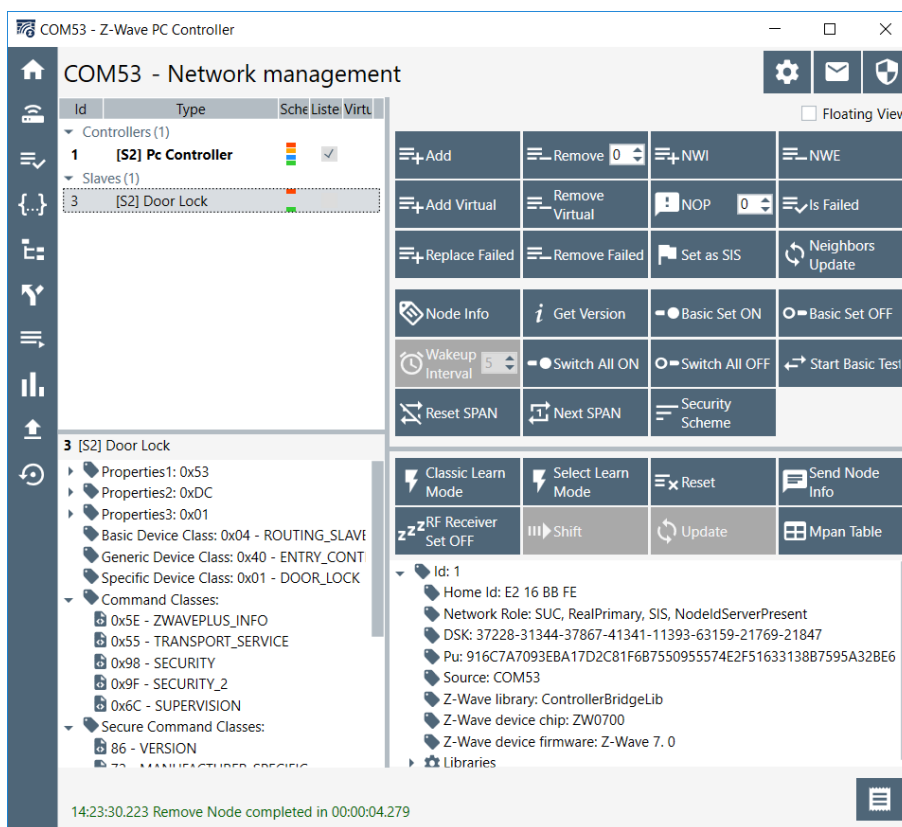 COM53 - Z-Wave PC Controller
COM53 - Network management
Id Type Sche Liste Virtu
Floating View
Controllers (1)
1 [S2] Pc Controller
Slaves (1)
3 [S2] Door Lock
Add Remove 0 NWI NWE
Add Virtual Remove Virtual NOP 0 Is Failed
Replace Failed Remove Failed Set as SIS Neighbors Update
Node Info Get Version Basic Set ON Basic Set OFF
Wakeup Interval 5 Switch All ON Switch All OFF Start Basic Test
Reset SPAN Next SPAN Security Scheme
3 [S2] Door Lock
Properties1: 0x53
Properties2: 0xDC
Properties3: 0x01
Basic Device Class: 0x04 - ROUTING_SLAVE
Generic Device Class: 0x40 - ENTRY_CONT
Specific Device Class: 0x01 - DOOR_LOCK
Command Classes:
0x5E - ZWAVEPLUS_INFO
0x55 - TRANSPORT_SERVICE
0x98 - SECURITY
0x9F - SECURITY_2
0x6C - SUPERVISION
Secure Command Classes:
86 - VERSION
72 - MANUFACTURER_SPECIFIC
Classic Learn Mode Select Learn Mode Reset Send Node Info
RF Receiver Set OFF Shift Update Mpan Table
Id: 1
Home Id: E2 16 BB FE
Network Role: SUC, RealPrimary, SIS, NodeIdServerPresent
DSK: 37228-31344-37867-41341-11393-63159-21769-21847
Pu: 916C7A7093EBA17D2C81F6B7550955574E2F51633138B7595A32BE6
Source: COM53
Z-Wave library: ControllerBridgeLib
Z-Wave device chip: ZW0700
Z-Wave device firmware: Z-Wave 7. 0
Libraries
14:23:30.223 Remove Node completed in 00:00:04.279